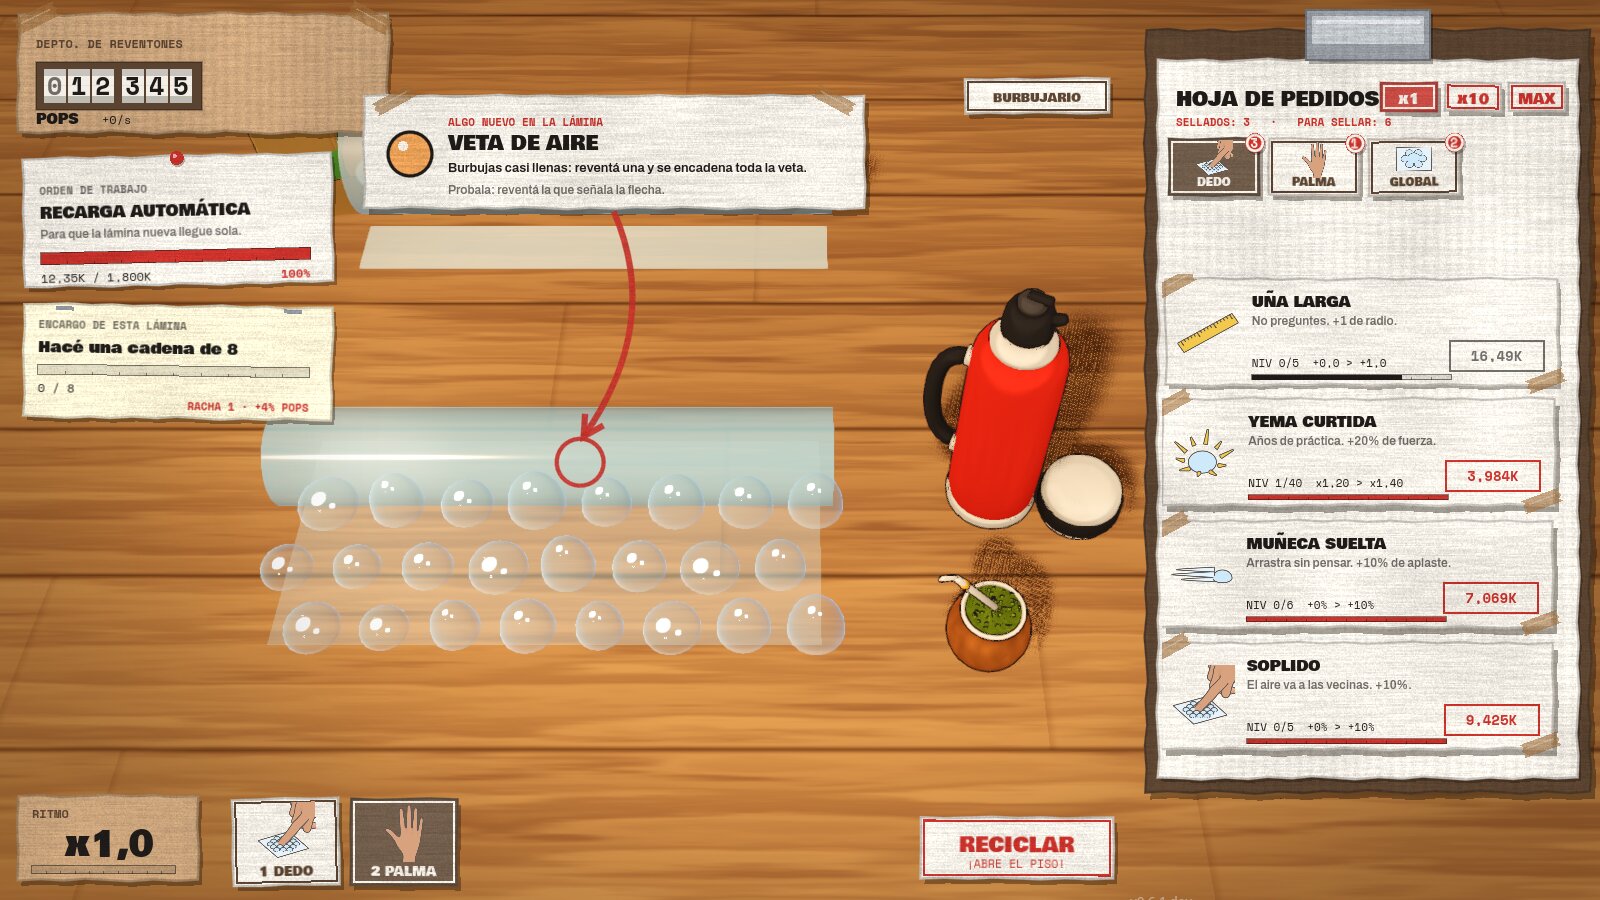 DEPTO. DE REVENTONES
012 345
POPS +0/s
ORDEN DE TRABAJO
RECARGA AUTOMÁTICA
Para que la lámina nueva llegue sola.
12,35K / 1,800K 100%
ENCARGO DE ESTA LÁMINA
Hacé una cadena de 8
0 / 8
RACHA 1 · +4% POPS
ALGO NUEVO EN LA LÁMINA
VETA DE AIRE
Burbujas casi llenas: reventá una y se encadena toda la veta.
Probala: reventá la que señala la flecha.
BURBUJARIO
HOJA DE PEDIDOS x1 x10 MAX
SELLADOS: 3 · PARA SELLAR: 6
3 1 2
DEDO PALMA GLOBAL
UÑA LARGA
No preguntes. +1 de radio.
16,49K
NIV 0/5 +0,0 > +1,0
YEMA CURTIDA
Años de práctica. +20% de fuerza.
3,984K
NIV 1/40 x1,20 > x1,40
MUÑECA SUELTA
Arrastra sin pensar. +10% de aplaste.
7,069K
NIV 0/6 +0% > +10%
SOPLIDO
El aire va a las vecinas. +10%.
9,425K
NIV 0/5 +0% > +10%
RITMO
x1,0
1 DEDO
2 PALMA
RECICLAR
¡ABRE EL PISO!